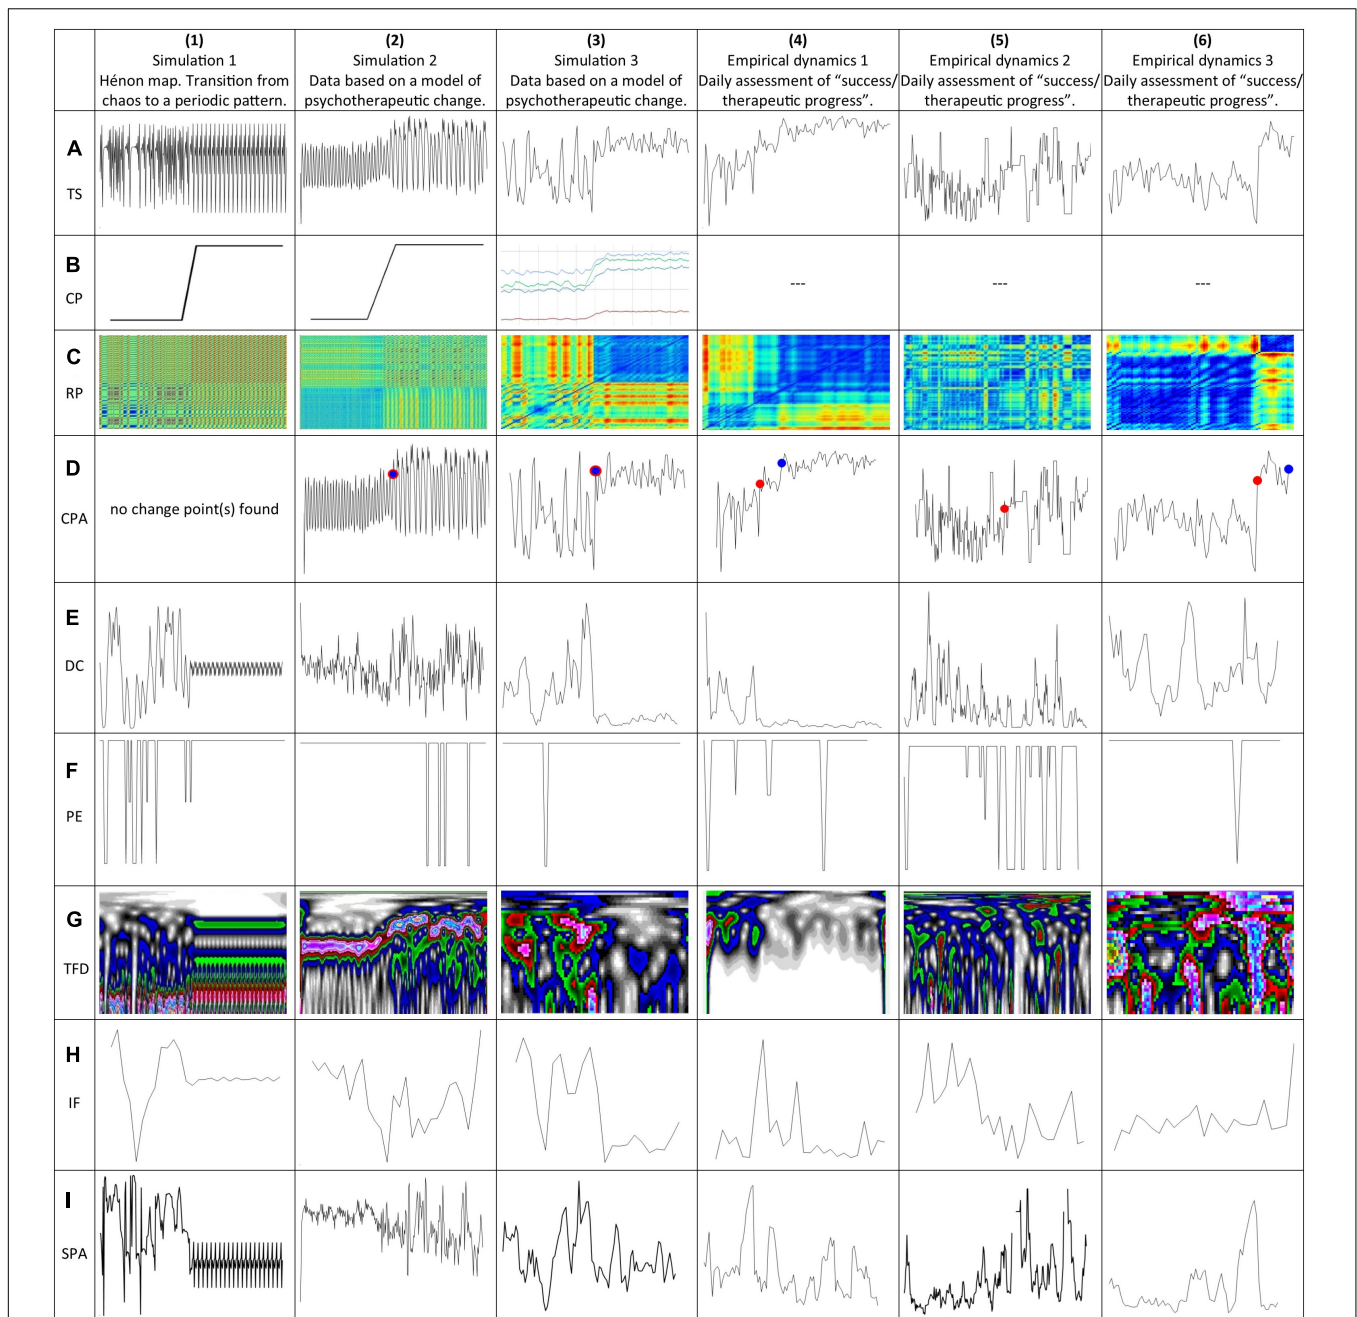 (1) (2) (3) (4) (5) (6)
Simulation 1 Simulation 2 Simulation 3 Empirical dynamics 1 Empirical dynamics 2 Empirical dynamics 3
Hénon map. Transition from Data based on a model of Data based on a model of Daily assessment of “success/ Daily assessment of “success/ Daily assessment of “success/
chaos to a periodic pattern. psychotherapeutic change. psychotherapeutic change. therapeutic progress”. therapeutic progress”. therapeutic progress”.
A
TS
B
CP
--- --- ---
C
RP
D
CPA
no change point(s) found
E
DC
F
PE
G
TFD
H
IF
I
SPA